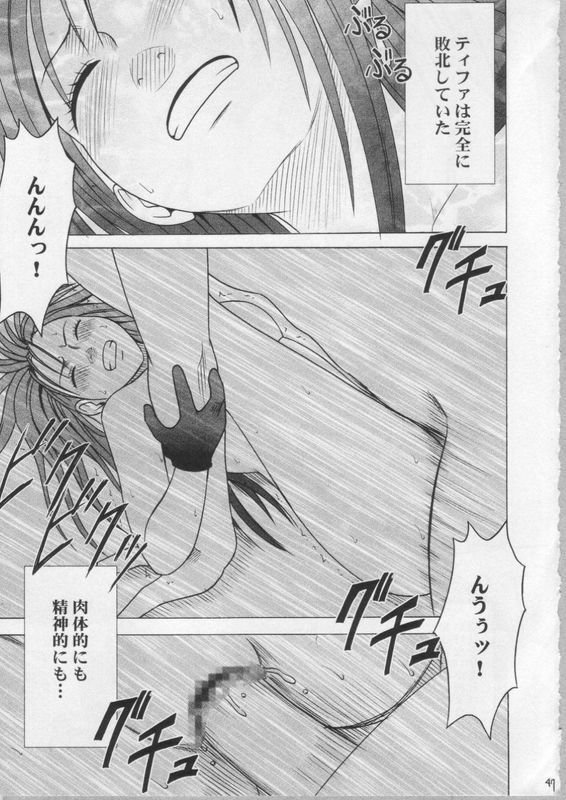 ティファは完全に
敗北していた
ぶるぶる
んんんっ！
グチュ
ビクビクッ
んうぅッ！
肉体的にも
精神的にも…
グチュ
グチュ
47